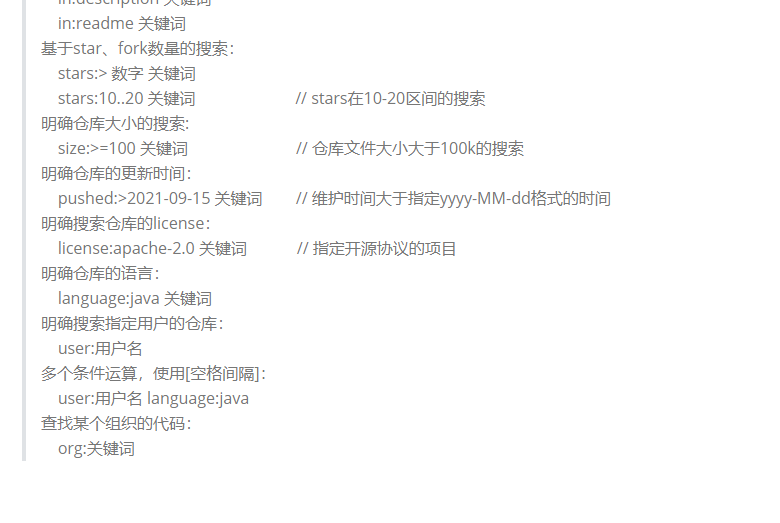 in:description 关键词
in:readme 关键词
基于star、fork数量的搜索：
stars:> 数字 关键词
stars:10..20 关键词 // stars在10-20区间的搜索
明确仓库大小的搜索:
size:>=100 关键词 // 仓库文件大小大于100k的搜索
明确仓库的更新时间：
pushed:>2021-09-15 关键词 // 维护时间大于指定yyyy-MM-dd格式的时间
明确搜索仓库的license：
license:apache-2.0 关键词 // 指定开源协议的项目
明确仓库的语言：
language:java 关键词
明确搜索指定用户的仓库：
user:用户名
多个条件运算，使用[空格间隔]：
user:用户名 language:java
查找某个组织的代码：
org:关键词